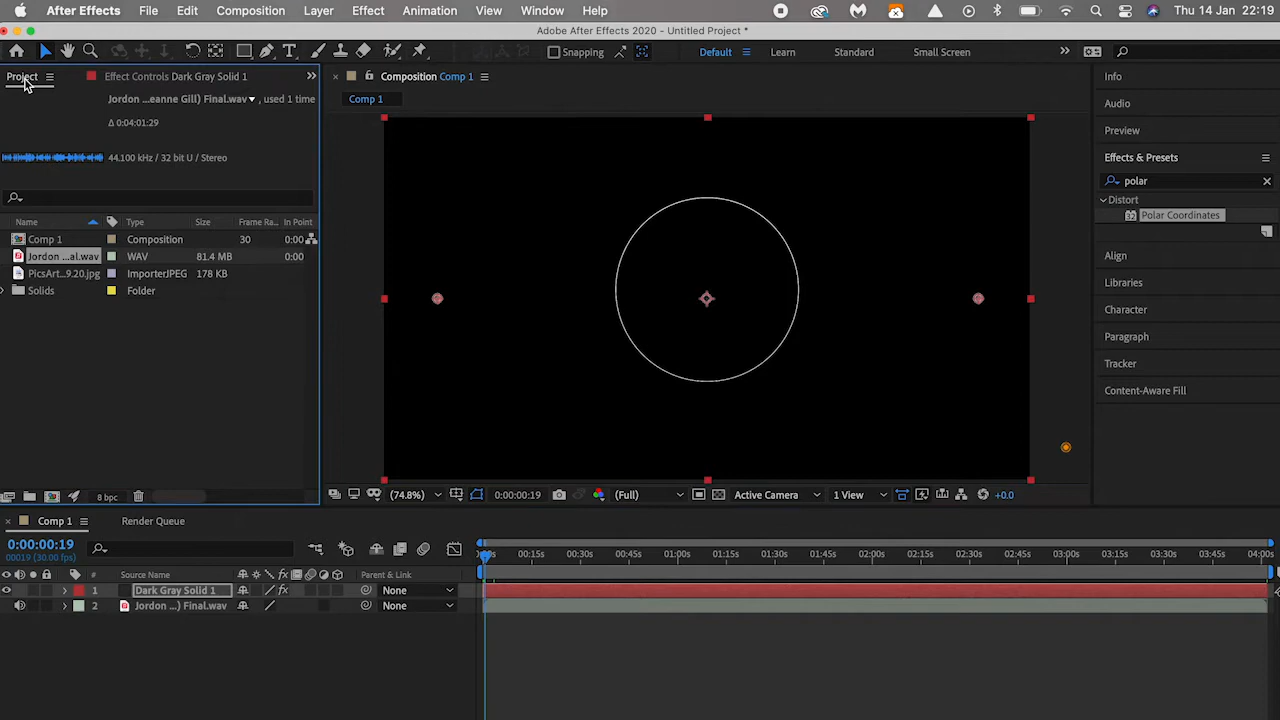 After Effects File Edit Composition Layer Effect Animation View Window Help Thu 14 Jan 22:19
Adobe After Effects 2020 - Untitled Project *
Snapping Default Learn Standard Small Screen
Project Effect Controls Dark Gray Solid 1
Composition Comp 1
Comp 1
Jordon ...eanne Gill) Final.wav , used 1 time
Δ 0:04:01:29
44.100 kHz / 32 bit U / Stereo
Name Type Size Frame Ra... In Point
Comp 1 Composition 30 0:00
Jordon ...al.wav WAV 81.4 MB 0:00
PicsArt...9.20.jpg ImporterJPEG 178 KB
Solids Folder
8 bpc
(74.8%) 0:00:00:19 (Full) Active Camera 1 View +0.0
Info
Audio
Preview
Effects & Presets
polar
Distort
32 Polar Coordinates
Align
Libraries
Character
Paragraph
Tracker
Content-Aware Fill
Comp 1 Render Queue
0:00:00:19
00019 (30.00 fps)
00:15s 00:30s 00:45s 01:00s 01:15s 01:30s 01:45s 02:00s 02:15s 02:30s 02:45s 03:00s 03:15s 03:30s 03:45s 04:00s
# Source Name fx Parent & Link
1 Dark Gray Solid 1 fx None
2 Jordon ...) Final.wav None